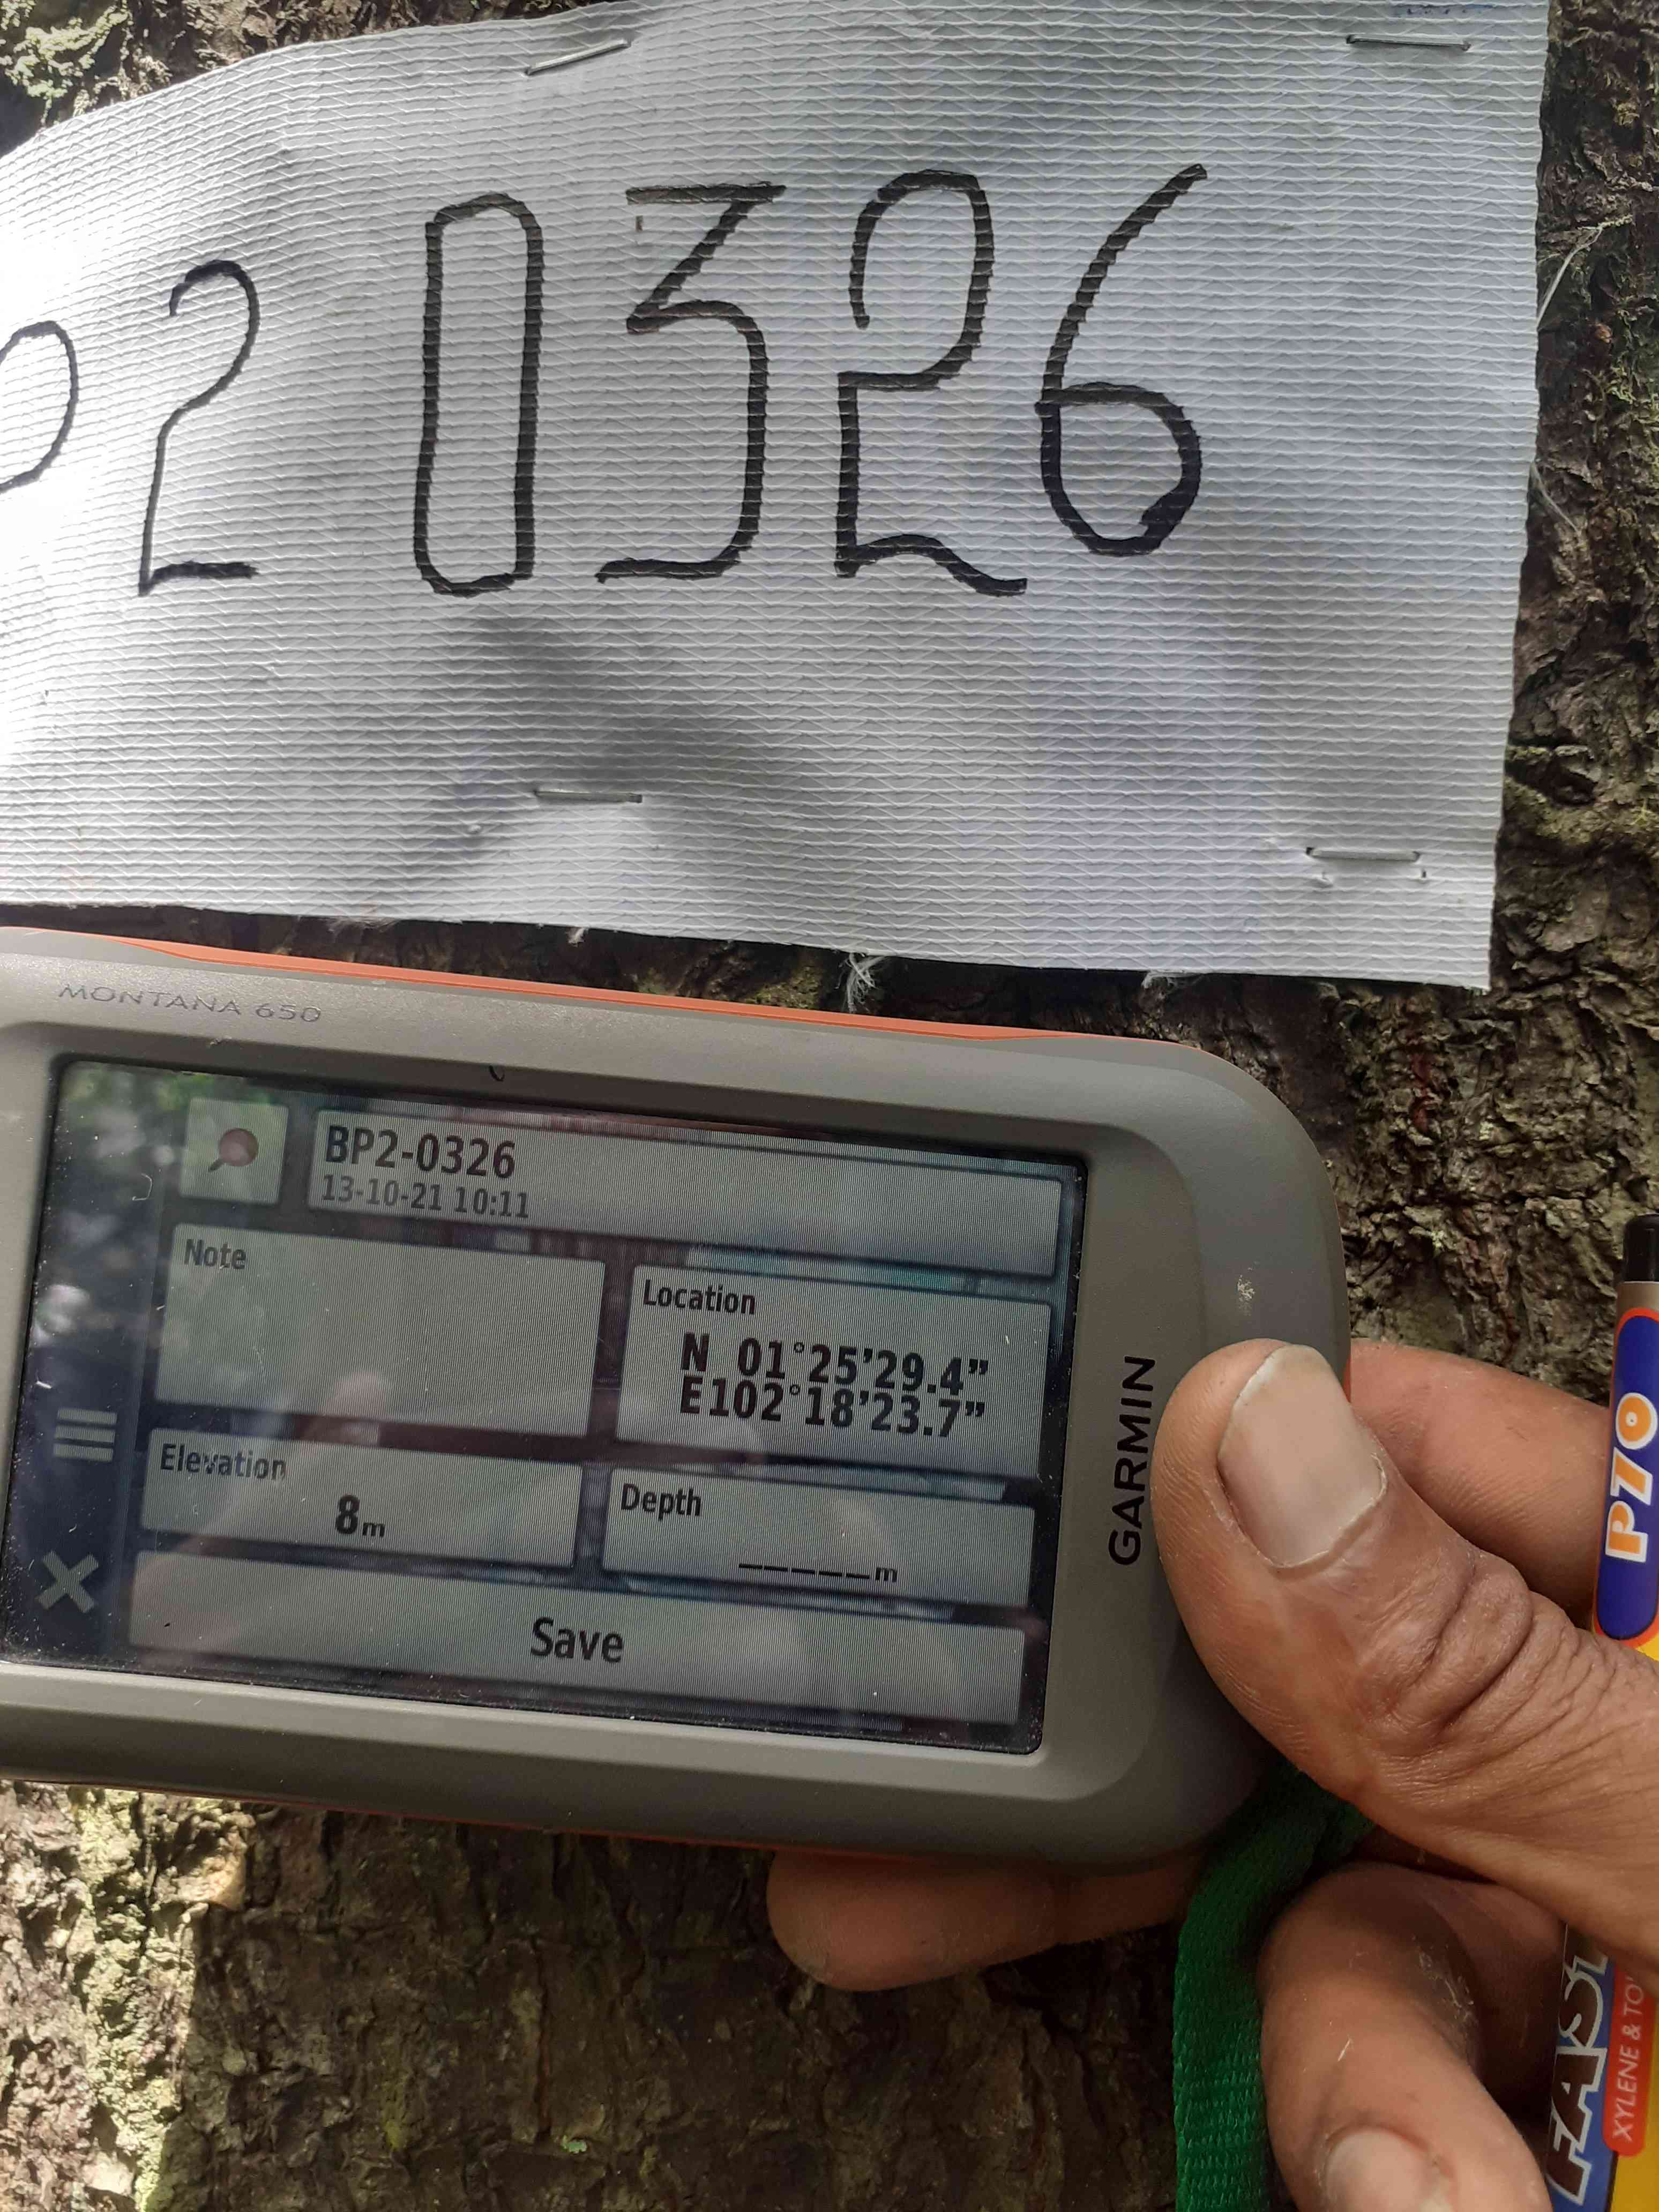 P2 0326
MONTANA 650
BP2-0326
13-10-21 10:11
Note
Location
N 01°25'29.4"
E102°18'23.7"
Elevation
8m
Depth
_____m
Save
GARMIN
P70
XYLENE & TO